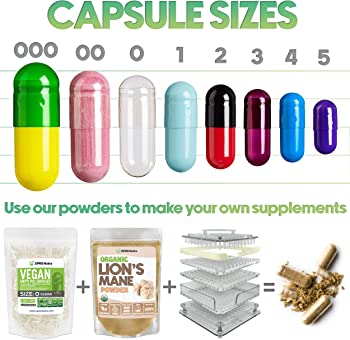 CAPSULE SIZES
000 00 0 1 2 3 4 5
Use our powders to make your own supplements
VEGAN
SIZE: 0 CLEAR
ORGANIC
LION'S
MANE
POWDER
+ + =